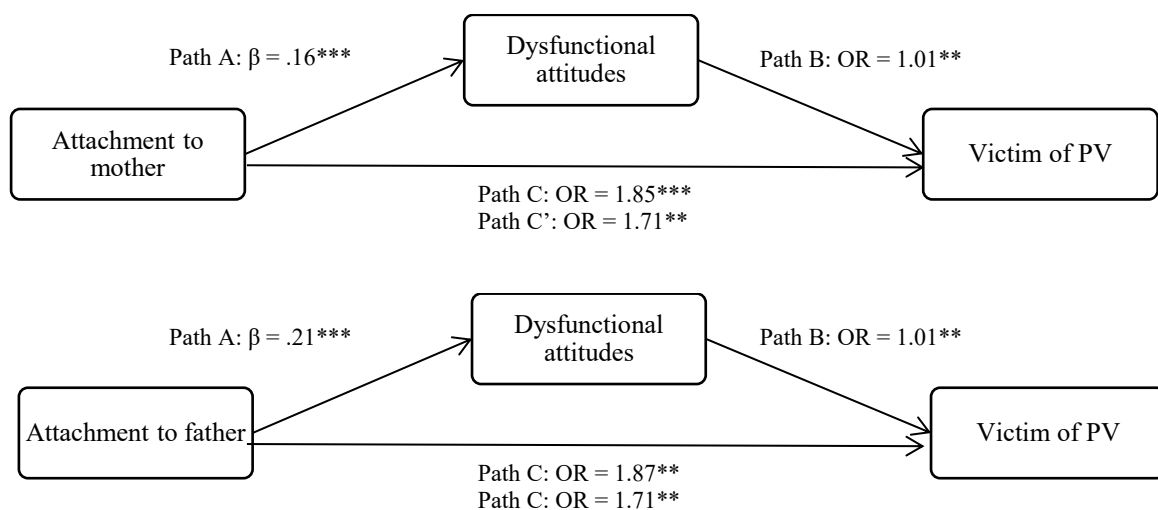 Path A: β = .16***
Dysfunctional
attitudes
Path B: OR = 1.01**
Attachment to
mother
Victim of PV
Path C: OR = 1.85***
Path C’: OR = 1.71**
Path A: β = .21***
Dysfunctional
attitudes
Path B: OR = 1.01**
Attachment to father
Victim of PV
Path C: OR = 1.87**
Path C: OR = 1.71**